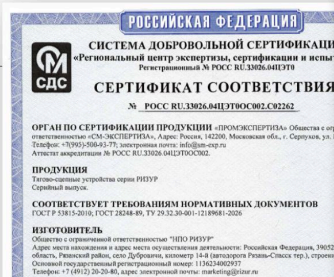 РОССИЙСКАЯ ФЕДЕРАЦИЯ
СИСТЕМА ДОБРОВОЛЬНОЙ СЕРТИФИКАЦИ
«Региональный центр экспертизы, сертификации и испы
Регистрационный № РОСС RU.33026.04ЦЭТ0
СДС
СЕРТИФИКАТ СООТВЕТСТВИЯ
№ РОСС RU.33026.04ЦЭТ0ОС002.С02262
ОРГАН ПО СЕРТИФИКАЦИИ ПРОДУКЦИИ «ПРОМЭКСПЕРТИЗА» Общества с ог
ответственностью «СМ-ЭКСПЕРТИЗА», Адрес: Россия, 142200, Московская обл., г. Серпухов, ул.
Телефон: +7(995)-500-93-77; электронная почта: info@sm-exp.ru
Аттестат аккредитации № РОСС RU.33026.04ЦЭТ0ОС002.
ПРОДУКЦИЯ
Тягово-сцепные устройства серии РИЗУР
Серийный выпуск.
СООТВЕТСТВУЕТ ТРЕБОВАНИЯМ НОРМАТИВНЫХ ДОКУМЕНТОВ
ГОСТ Р 53815-2010; ГОСТ 28248-89, ТУ 29.32.30-001-12189681-2026
ИЗГОТОВИТЕЛЬ
Общество с ограниченной ответственностью "НПО РИЗУР"
Адрес места нахождения и адрес места осуществления деятельности: Российская Федерация, 39052
область, Рязанский район, село Дубровичи, километр 14-й (автодорога Рязань-Спасск тер.), строен
Основной государственный регистрационный номер: 1136234002937
Телефон: +7 (4912) 20-20-80, адрес электронной почты: marketing@rizur.ru